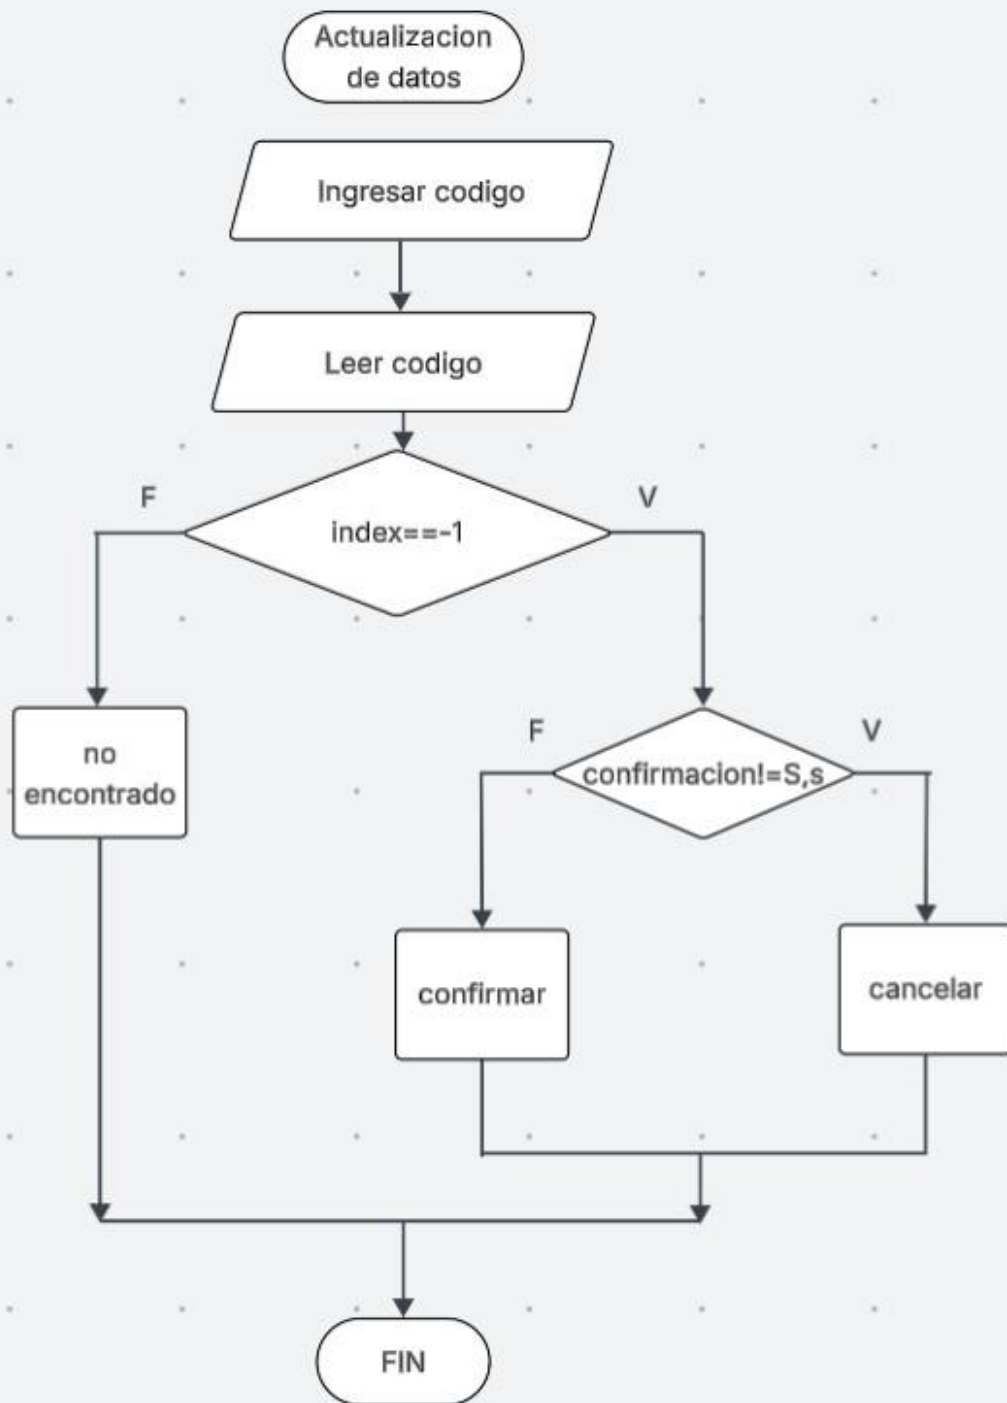 Actualizacion
de datos
Ingresar codigo
Leer codigo
F
V
index==-1
no
encontrado
F
V
confirmacion!=S,s
confirmar
cancelar
FIN